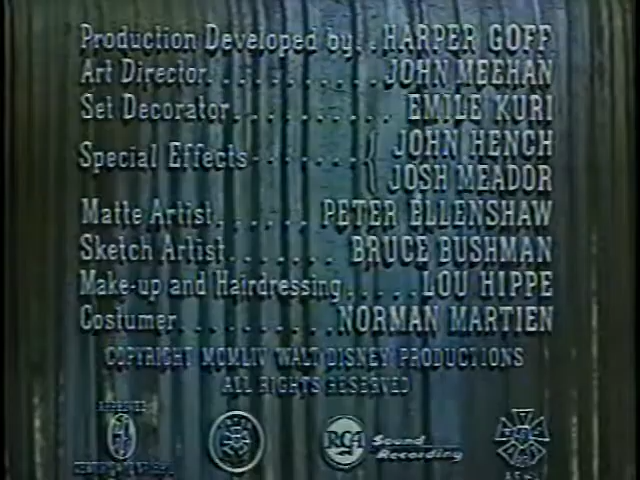 Production Developed by..HARPER GOFF
Art Director.........JOHN MEEHAN
Set Decorator..........EMILE KURI
Special Effects.......{JOHN HENCH
JOSH MEADOR
Matte Artist......PETER ELLENSHAW
Sketch Artist.......BRUCE BUSHMAN
Make-up and Hairdressing.....LOU HIPPE
Costumer..........NORMAN MARTIEN
COPYRIGHT MCMLIV WALT DISNEY PRODUCTIONS
ALL RIGHTS RESERVED
APPROVED
RCA Sound
Recording